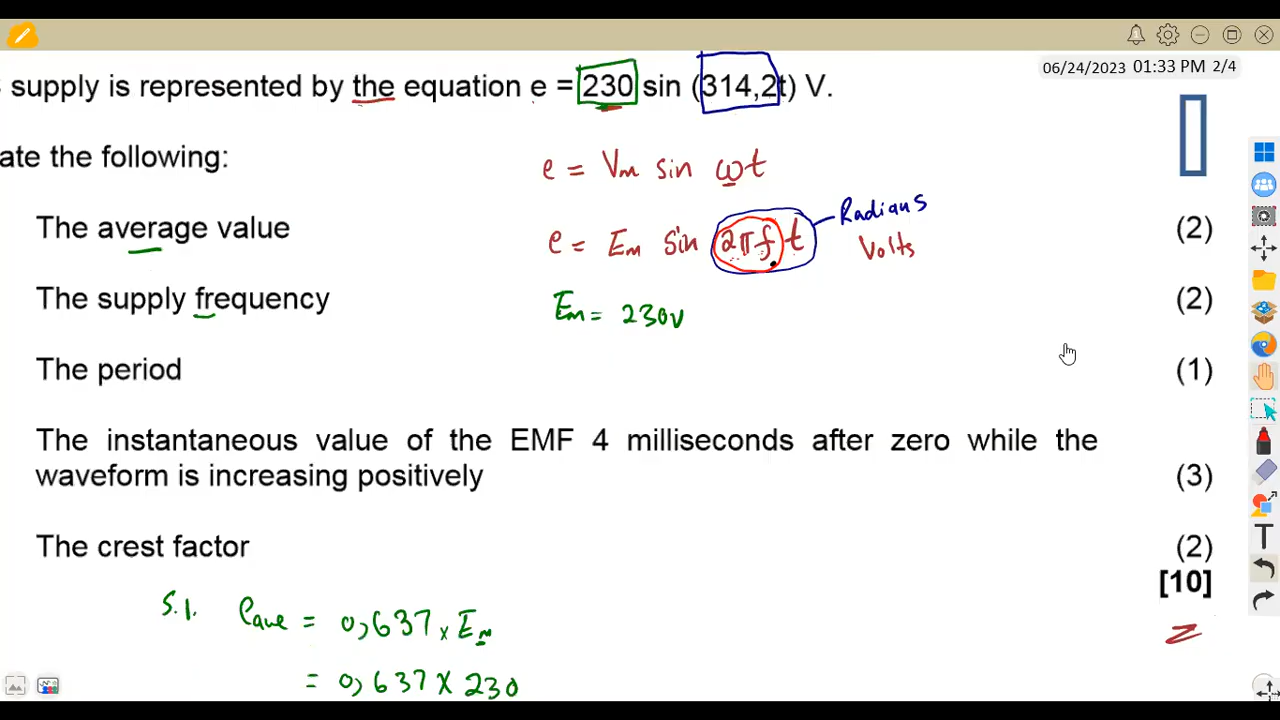 06/24/2023 01:33 PM 2/4
supply is represented by the equation e = 230 sin (314,2t) V.
ate the following:
e = Vm sin ωt
The average value (2)
e = Em sin 2πf t
Radians
Volts
The supply frequency (2)
Em = 230V
The period (1)
The instantaneous value of the EMF 4 milliseconds after zero while the
waveform is increasing positively (3)
The crest factor (2)
[10]
5.1. eave = 0,637 x Em
= 0,637 x 230
T